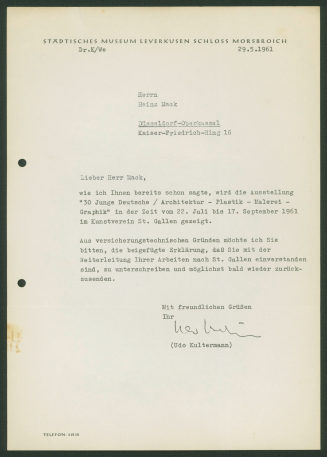 STÄDTISCHES MUSEUM LEVERKUSEN SCHLOSS MORSBROICH
Dr.K/We 29.5.1961
Herrn
Heinz Mack
Düsseldorf-Oberkassel
Kaiser-Friedrich-Ring 16
Lieber Herr Mack,
wie ich Ihnen bereits schon sagte, wird die Ausstellung
"30 Junge Deutsche / Architektur - Plastik - Malerei -
Graphik" in der Zeit vom 22. Juli bis 17. September 1961
im Kunstverein St. Gallen gezeigt.
Aus versicherungstechnischen Gründen möchte ich Sie
bitten, die beigefügte Erklärung, daß Sie mit der
Weiterleitung Ihrer Arbeiten nach St. Gallen einverstanden
sind, zu unterschreiben und möglichst bald wieder zurück-
zusenden.
Mit freundlichen Grüßen
Ihr
(Udo Kultermann)
TELEFON: